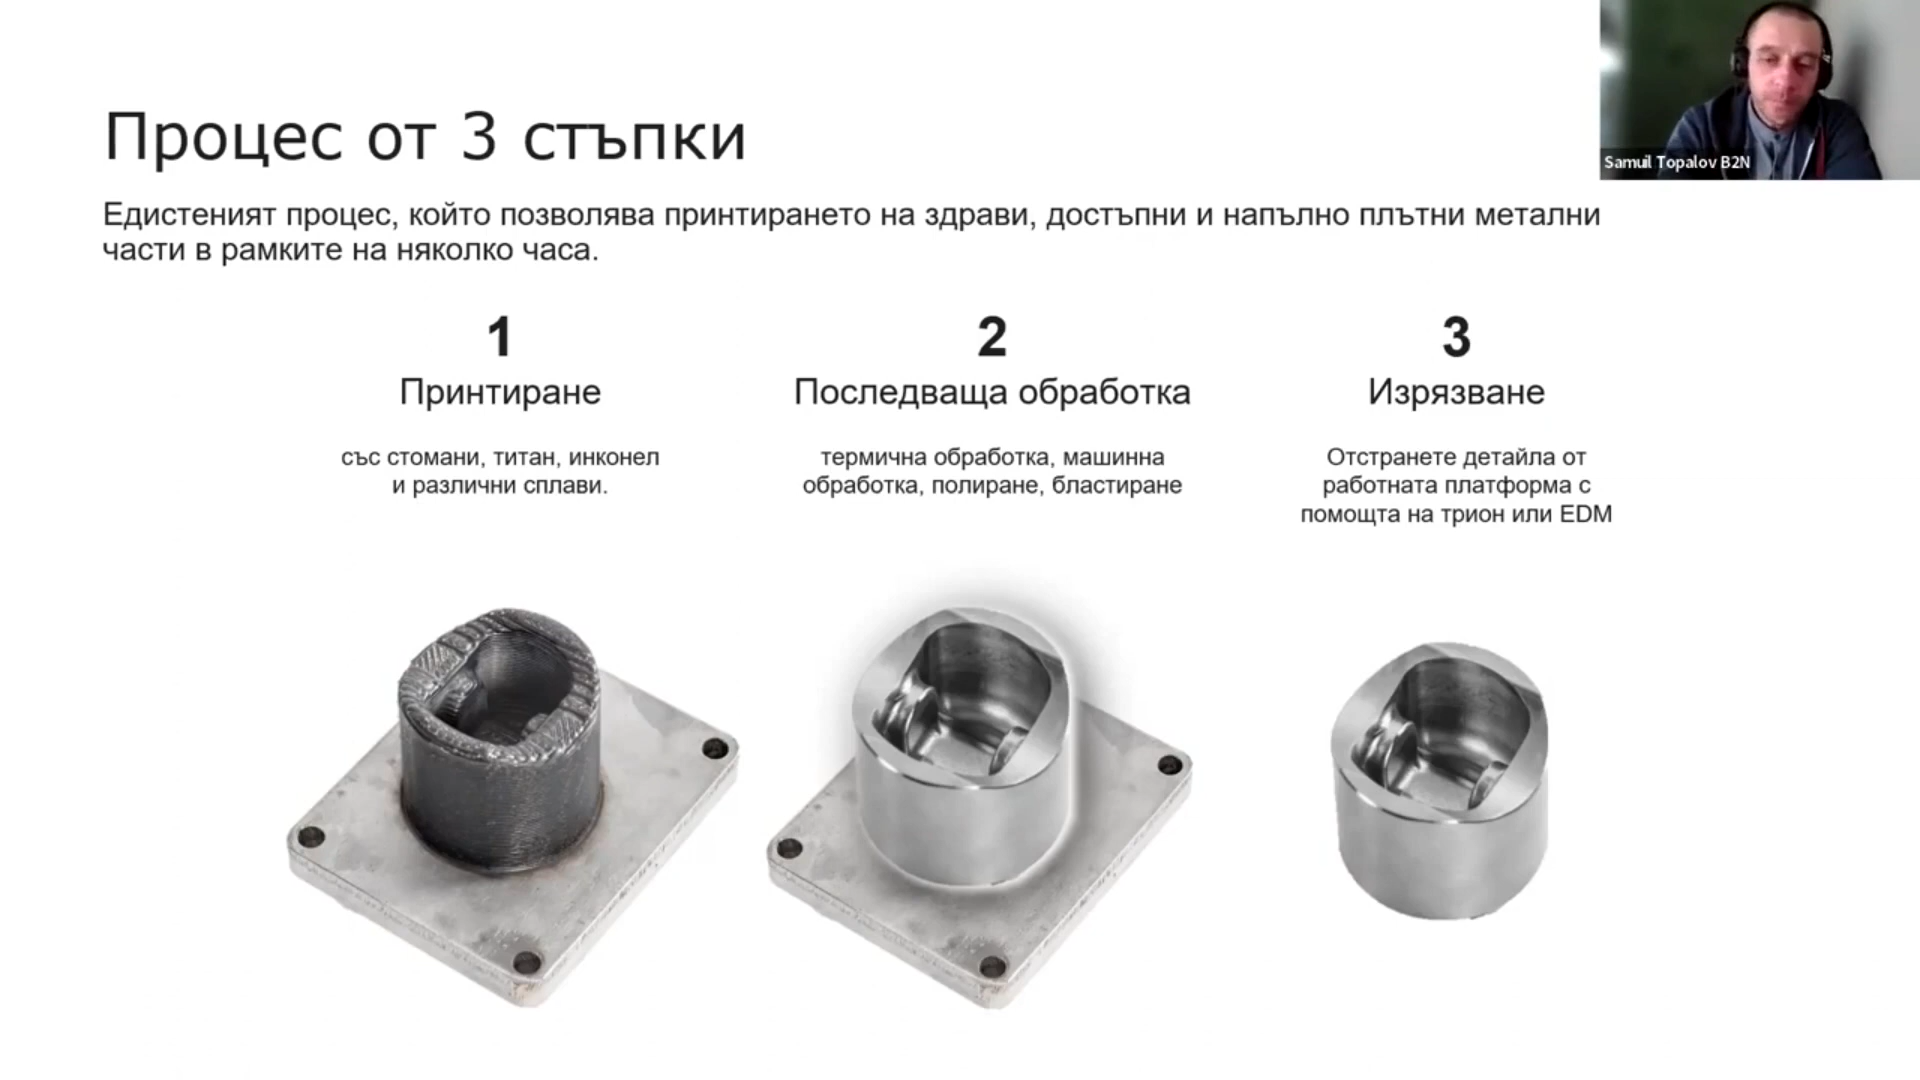 Samuil Topalov B2N
Процес от 3 стъпки
Едистеният процес, който позволява принтирането на здрави, достъпни и напълно плътни метални
части в рамките на няколко часа.
1
Принтиране
със стомани, титан, инконел
и различни сплави.
2
Последваща обработка
термична обработка, машинна
обработка, полиране, бластиране
3
Изрязване
Отстранете детайла от
работната платформа с
помощта на трион или EDM